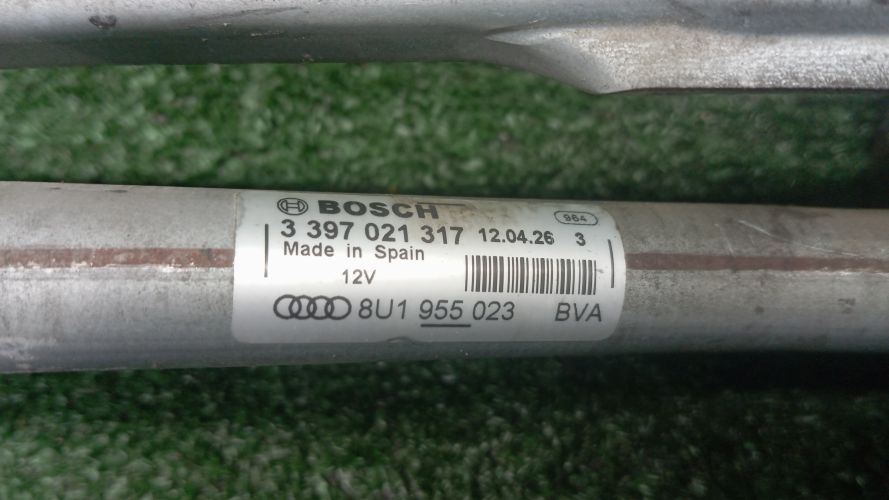 BOSCH
984
3 397 021 317 12.04.26 3
Made in Spain
12V
8U1 955 023 BVA